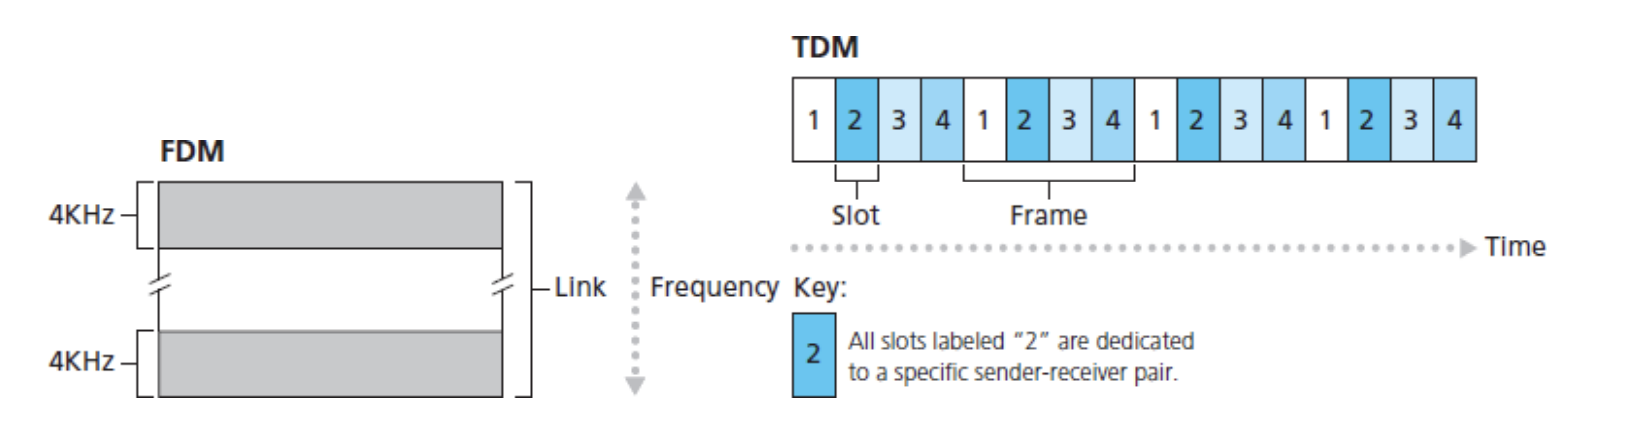 FDM
4KHz
4KHz
Link
Frequency
TDM
1 2 3 4 1 2 3 4 1 2 3 4 1 2 3 4
Slot
Frame
Time
Key:
2
All slots labeled “2” are dedicated
to a specific sender-receiver pair.